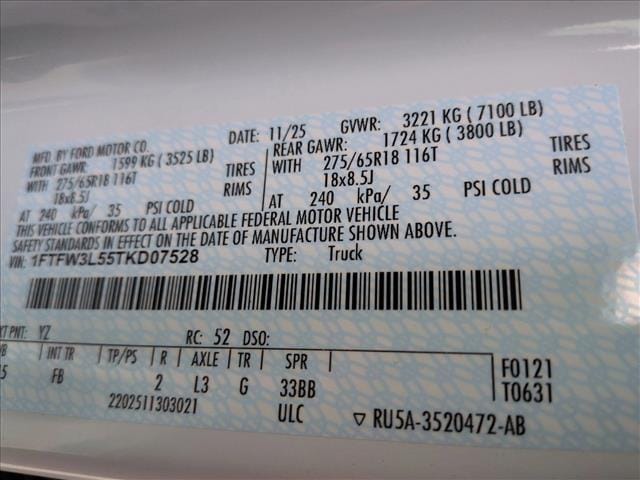 MFD. BY FORD MOTOR CO. DATE: 11/25 GVWR: 3221 KG ( 7100 LB)
FRONT GAWR: 1599 KG ( 3525 LB) REAR GAWR: 1724 KG ( 3800 LB)
WITH 275/65R18 116T TIRES WITH 275/65R18 116T TIRES
18x8.5J RIMS 18x8.5J RIMS
AT 240 kPa/ 35 PSI COLD AT 240 kPa/ 35 PSI COLD
THIS VEHICLE CONFORMS TO ALL APPLICABLE FEDERAL MOTOR VEHICLE
SAFETY STANDARDS IN EFFECT ON THE DATE OF MANUFACTURE SHOWN ABOVE.
VIN: 1FTFW3L55TKD07528 TYPE: Truck
PNT: YZ RC: 52 DSO:
INT TR TP/PS R AXLE TR SPR F0121
5 FB 2 L3 G 33BB T0631
2202511303021 ULC ▽ RU5A-3520472-AB